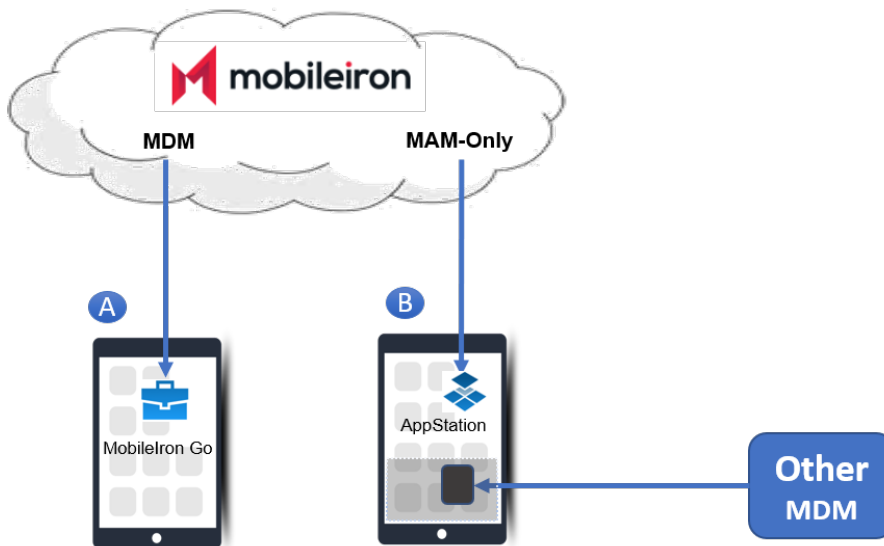 mobileiron
MDM
MAM-Only
A
B
MobileIron Go
AppStation
Other
MDM